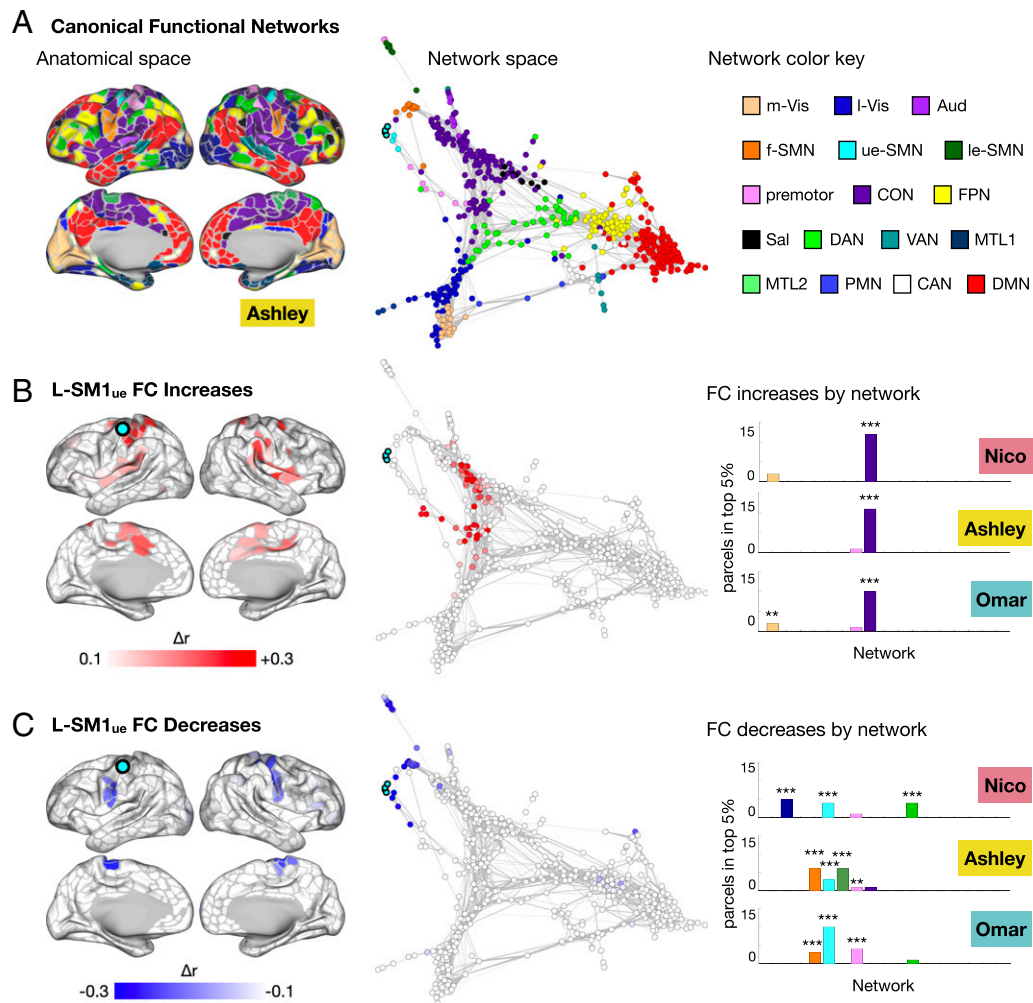 A Canonical Functional Networks
Anatomical space
Network space
Network color key
m-Vis l-Vis Aud
f-SMN ue-SMN le-SMN
premotor CON FPN
Sal DAN VAN MTL1
MTL2 PMN CAN DMN
Ashley
B L-SM1ue FC Increases
FC increases by network
parcels in top 5%
15
***
0
Nico
15
***
0
Ashley
15
** ***
0
Omar
Network
Δr
0.1 +0.3
C L-SM1ue FC Decreases
FC decreases by network
parcels in top 5%
15
*** *** ***
0
Nico
15
*** *** *** **
0
Ashley
15
*** *** ***
0
Omar
Network
Δr
-0.3 -0.1